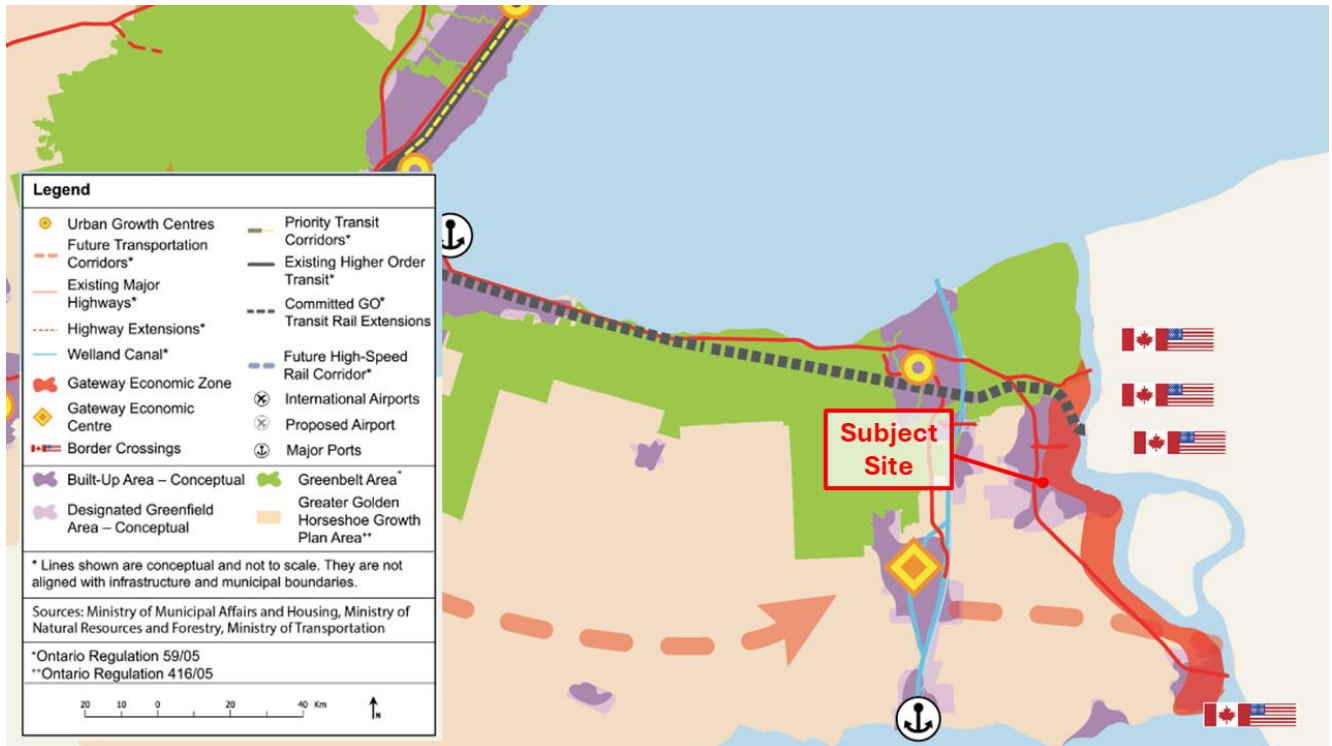 Legend
Urban Growth Centres
Future Transportation
Corridors*
Existing Major
Highways*
Highway Extensions*
Welland Canal*
Gateway Economic Zone
Gateway Economic
Centre
Border Crossings
Priority Transit
Corridors*
Existing Higher Order
Transit*
Committed GO*
Transit Rail Extensions
Future High-Speed
Rail Corridor*
International Airports
Proposed Airport
Major Ports
Built-Up Area – Conceptual
Designated Greenfield
Area – Conceptual
Greenbelt Area+
Greater Golden
Horseshoe Growth
Plan Area++
* Lines shown are conceptual and not to scale. They are not
aligned with infrastructure and municipal boundaries.
Sources: Ministry of Municipal Affairs and Housing, Ministry of
Natural Resources and Forestry, Ministry of Transportation
+Ontario Regulation 59/05
++Ontario Regulation 416/05
20 10 0 20 40 Km
N
Subject
Site